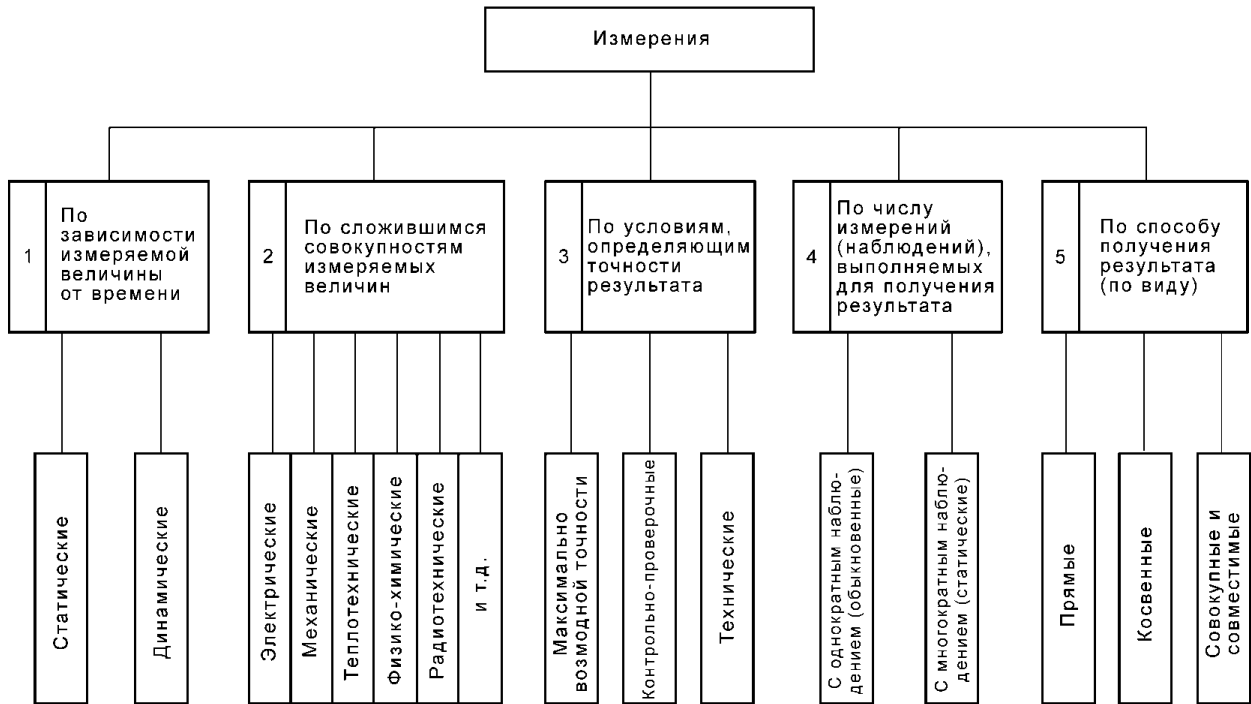 Измерения
1
По
зависимости
измеряемой
величины
от времени
2
По сложившимся
совокупностям
измеряемых
величин
3
По условиям,
определяющим
точности
результата
4
По числу
измерений
(наблюдений),
выполняемых
для получения
результата
5
По способу
получения
результата
(по виду)
Статические
Динамические
Электрические
Механические
Теплотехнические
Физико-химические
Радиотехнические
и т.д.
Максимально
возмодной точности
Контрольно-проверочные
Технические
С однократным наблю-
дением (обыкновенные)
С многократным наблю-
дением (статические)
Прямые
Косвенные
Совокупные и
совместимые